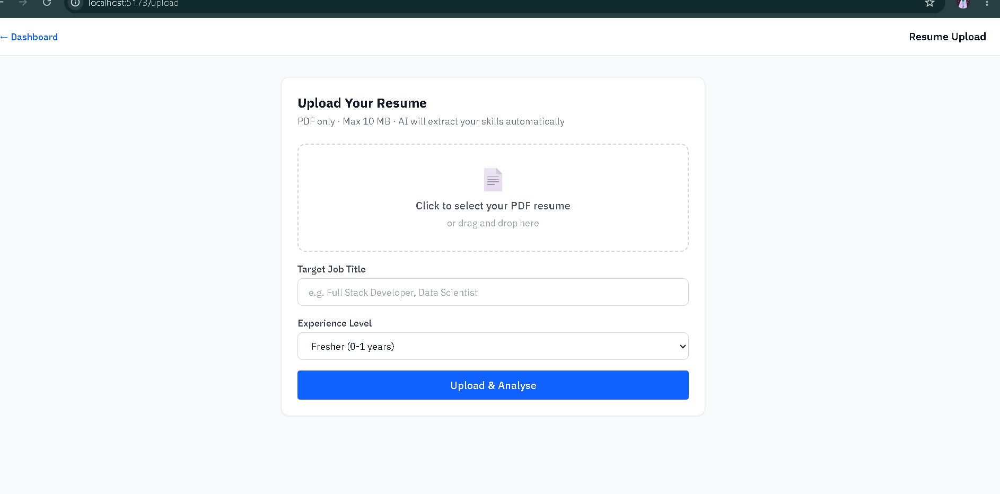 localhost:5173/upload
← Dashboard
Resume Upload
Upload Your Resume
PDF only · Max 10 MB · AI will extract your skills automatically
Click to select your PDF resume
or drag and drop here
Target Job Title
e.g. Full Stack Developer, Data Scientist
Experience Level
Fresher (0-1 years)
Upload & Analyse